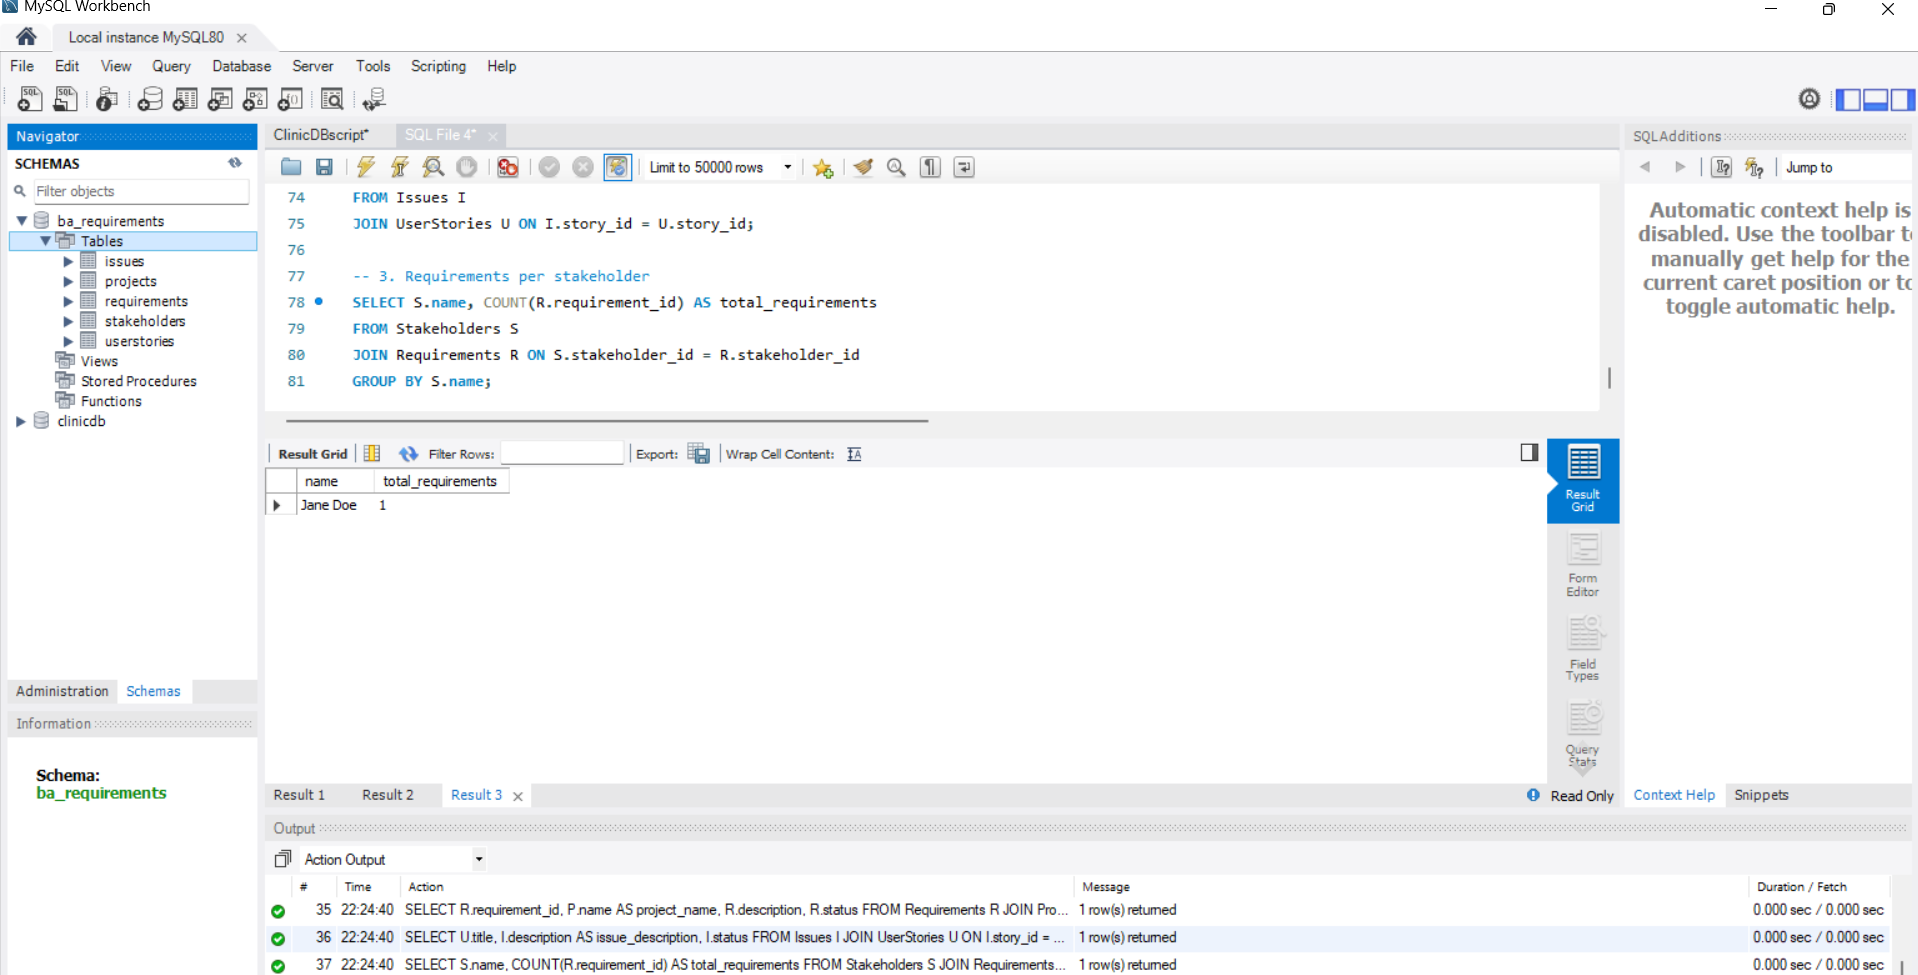 MySQL Workbench
Local instance MySQL80
File Edit View Query Database Server Tools Scripting Help
Navigator
SCHEMAS
Filter objects
ba_requirements
Tables
issues
projects
requirements
stakeholders
userstories
Views
Stored Procedures
Functions
clinicdb
Administration Schemas
Information
Schema:
ba_requirements
ClinicDBscript* SQL File 4*
Limit to 50000 rows
74 FROM Issues I
75 JOIN UserStories U ON I.story_id = U.story_id;
76
77 -- 3. Requirements per stakeholder
78 SELECT S.name, COUNT(R.requirement_id) AS total_requirements
79 FROM Stakeholders S
80 JOIN Requirements R ON S.stakeholder_id = R.stakeholder_id
81 GROUP BY S.name;
Result Grid Filter Rows: Export: Wrap Cell Content:
name total_requirements
Jane Doe 1
Result
Grid
Form
Editor
Field
Types
Query
Stats
Result 1 Result 2 Result 3
Read Only
SQLAdditions
Jump to
Automatic context help is
disabled. Use the toolbar t
manually get help for the
current caret position or to
toggle automatic help.
Context Help Snippets
Output
Action Output
# Time Action Message Duration / Fetch
35 22:24:40 SELECT R.requirement_id, P.name AS project_name, R.description, R.status FROM Requirements R JOIN Pro... 1 row(s) returned 0.000 sec / 0.000 sec
36 22:24:40 SELECT U.title, I.description AS issue_description, I.status FROM Issues I JOIN UserStories U ON I.story_id = ... 1 row(s) returned 0.000 sec / 0.000 sec
37 22:24:40 SELECT S.name, COUNT(R.requirement_id) AS total_requirements FROM Stakeholders S JOIN Requirements... 1 row(s) returned 0.000 sec / 0.000 sec